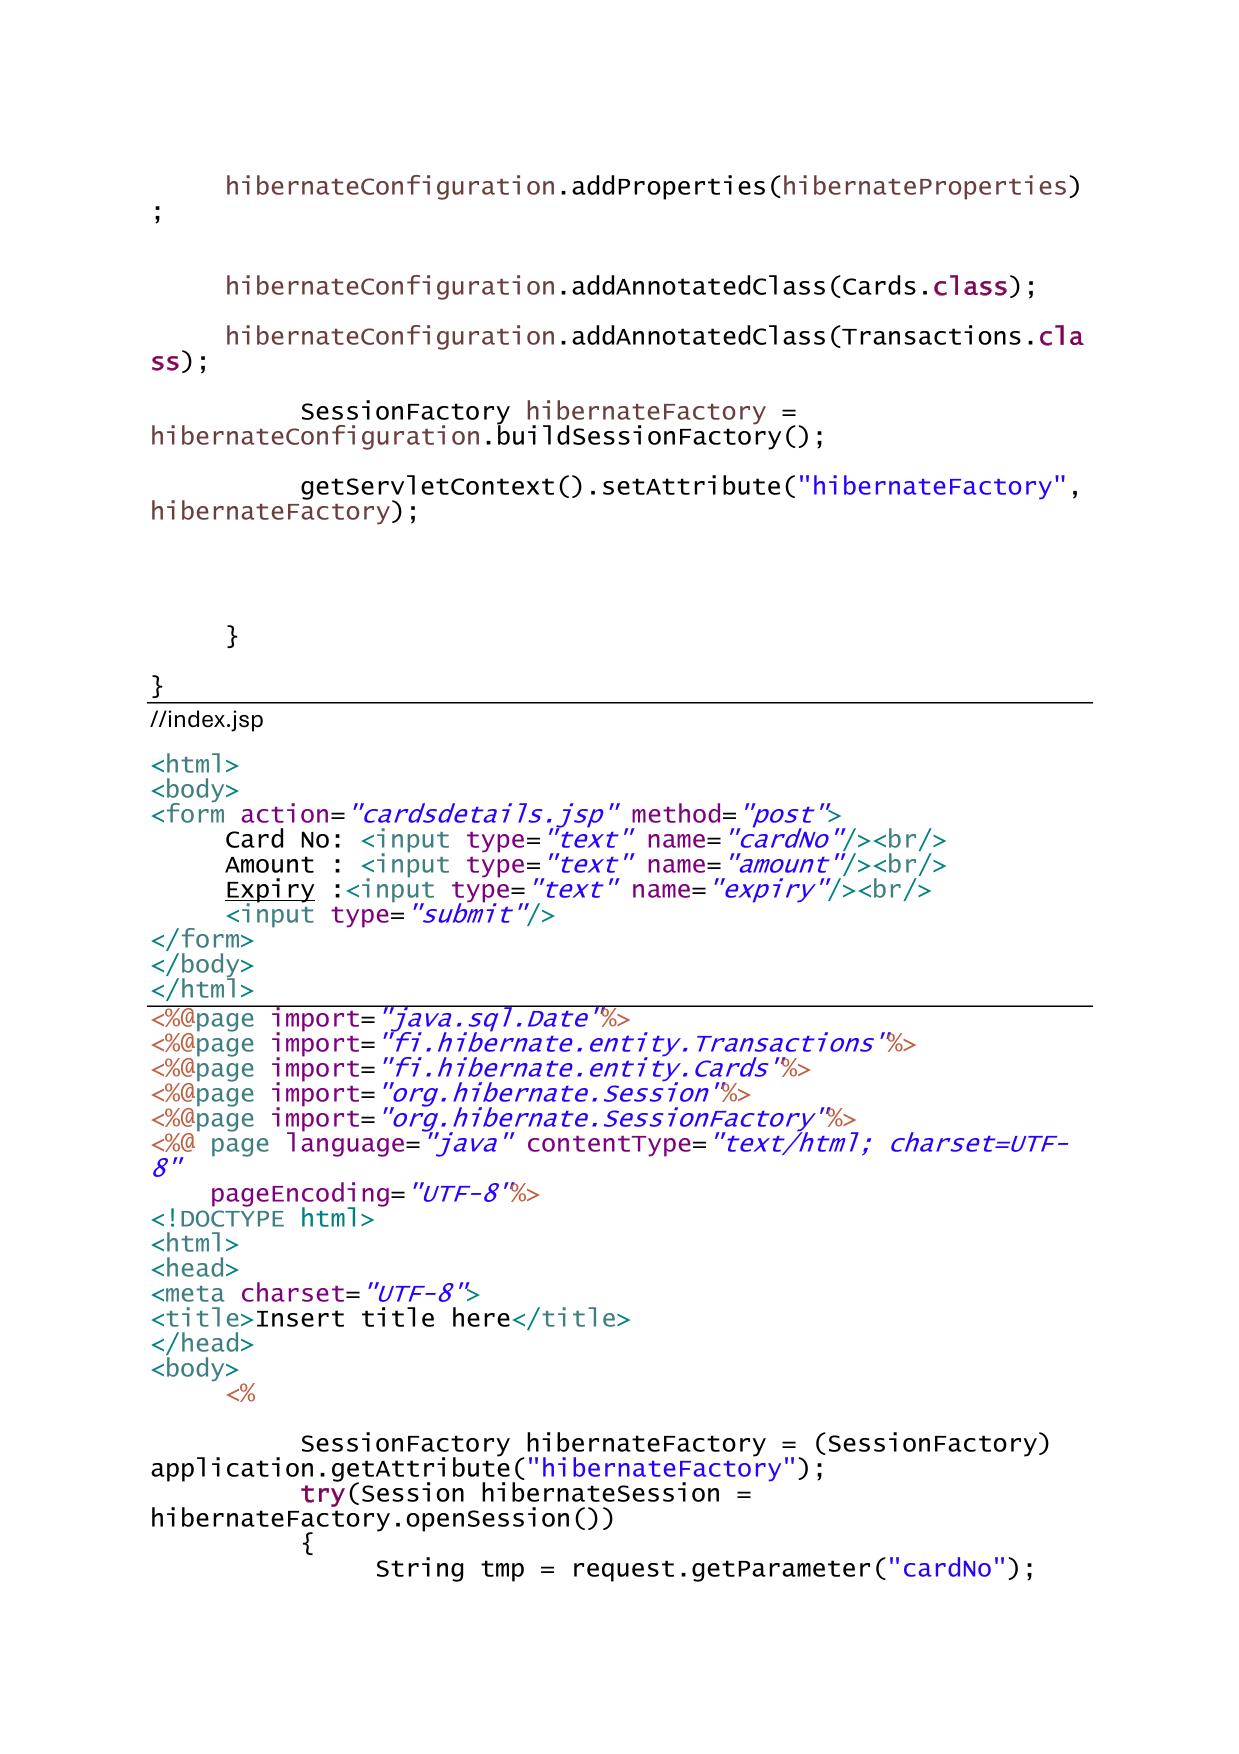 hibernateConfiguration.addProperties(hibernateProperties)
;
hibernateConfiguration.addAnnotatedClass(Cards.class);
hibernateConfiguration.addAnnotatedClass(Transactions.cla
ss);
SessionFactory hibernateFactory =
hibernateConfiguration.buildSessionFactory();
getServletContext().setAttribute("hibernateFactory",
hibernateFactory);
}
}
//index.jsp
<html>
<body>
<form action="cardsdetails.jsp" method="post">
Card No: <input type="text" name="cardNo"/><br/>
Amount : <input type="text" name="amount"/><br/>
Expiry :<input type="text" name="expiry"/><br/>
<input type="submit"/>
</form>
</body>
</html>
<%@page import="java.sql.Date"%>
<%@page import="fi.hibernate.entity.Transactions"%>
<%@page import="fi.hibernate.entity.Cards"%>
<%@page import="org.hibernate.Session"%>
<%@page import="org.hibernate.SessionFactory"%>
<%@ page language="java" contentType="text/html; charset=UTF-
8"
pageEncoding="UTF-8"%>
<!DOCTYPE html>
<html>
<head>
<meta charset="UTF-8">
<title>Insert title here</title>
</head>
<body>
<%
SessionFactory hibernateFactory = (SessionFactory)
application.getAttribute("hibernateFactory");
try(Session hibernateSession =
hibernateFactory.openSession())
{
String tmp = request.getParameter("cardNo");